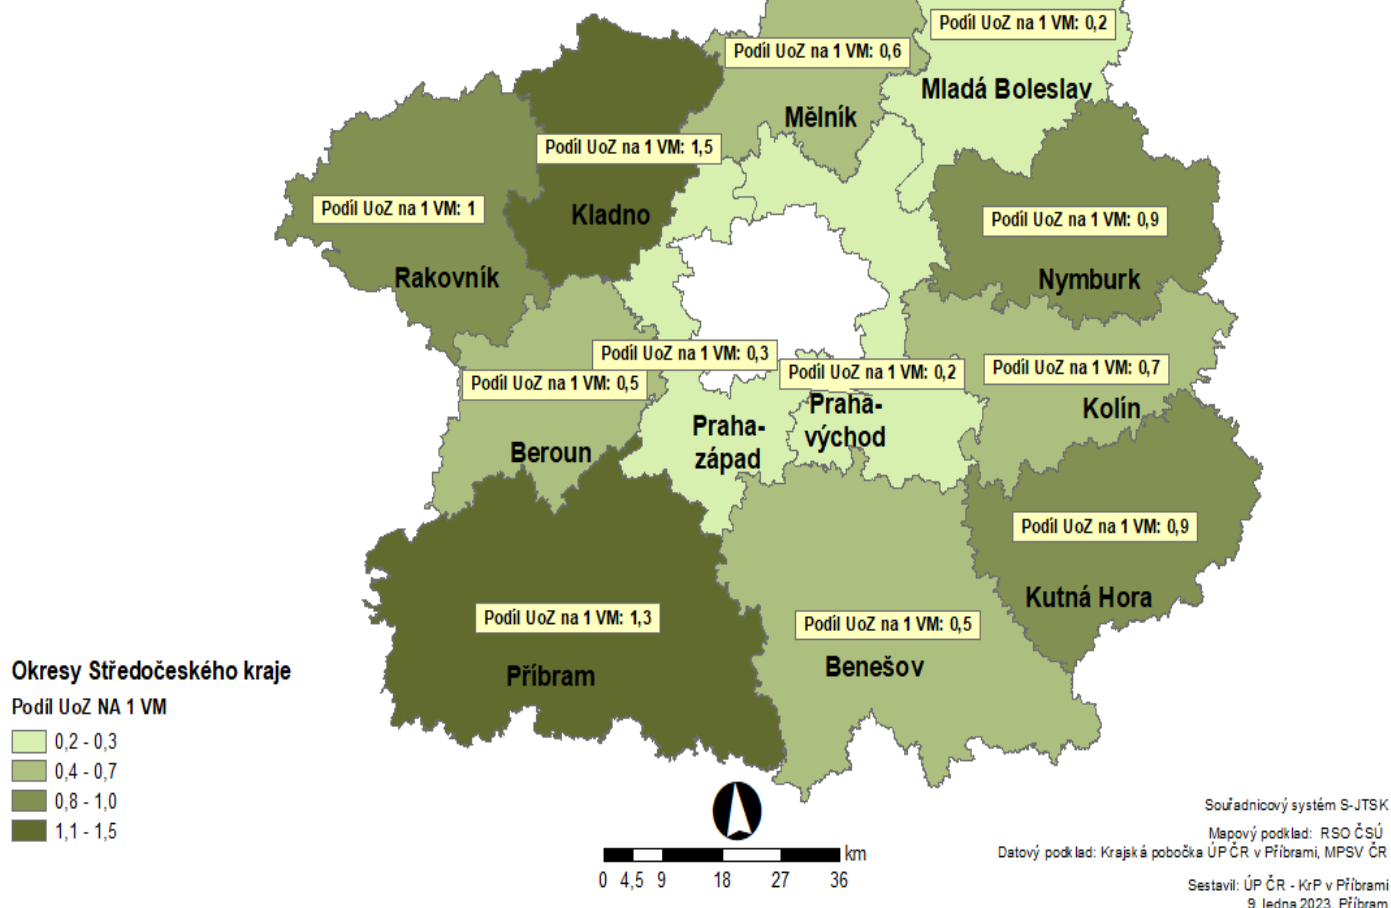 Podíl UoZ na 1 VM: 0,2
Podíl UoZ na 1 VM: 0,6
Mladá Boleslav
Mělník
Podíl UoZ na 1 VM: 1,5
Podíl UoZ na 1 VM: 1
Kladno
Podíl UoZ na 1 VM: 0,9
Rakovník
Nymburk
Podíl UoZ na 1 VM: 0,3
Podíl UoZ na 1 VM: 0,2
Podíl UoZ na 1 VM: 0,7
Podíl UoZ na 1 VM: 0,5
Praha-
východ
Kolín
Praha-
západ
Beroun
Podíl UoZ na 1 VM: 0,9
Kutná Hora
Podíl UoZ na 1 VM: 1,3
Podíl UoZ na 1 VM: 0,5
Příbram
Benešov
Okresy Středočeského kraje
Podíl UoZ NA 1 VM
0,2 - 0,3
0,4 - 0,7
0,8 - 1,0
1,1 - 1,5
km
0 4,5 9 18 27 36
Souřadnicový systém S-JTSK
Mapový podklad: RSO ČSÚ
Datový podklad: Krajská pobočka ÚP ČR v Příbrami, MPSV ČR
Sestavil: ÚP ČR - KrP v Příbrami
9. ledna 2023, Příbram